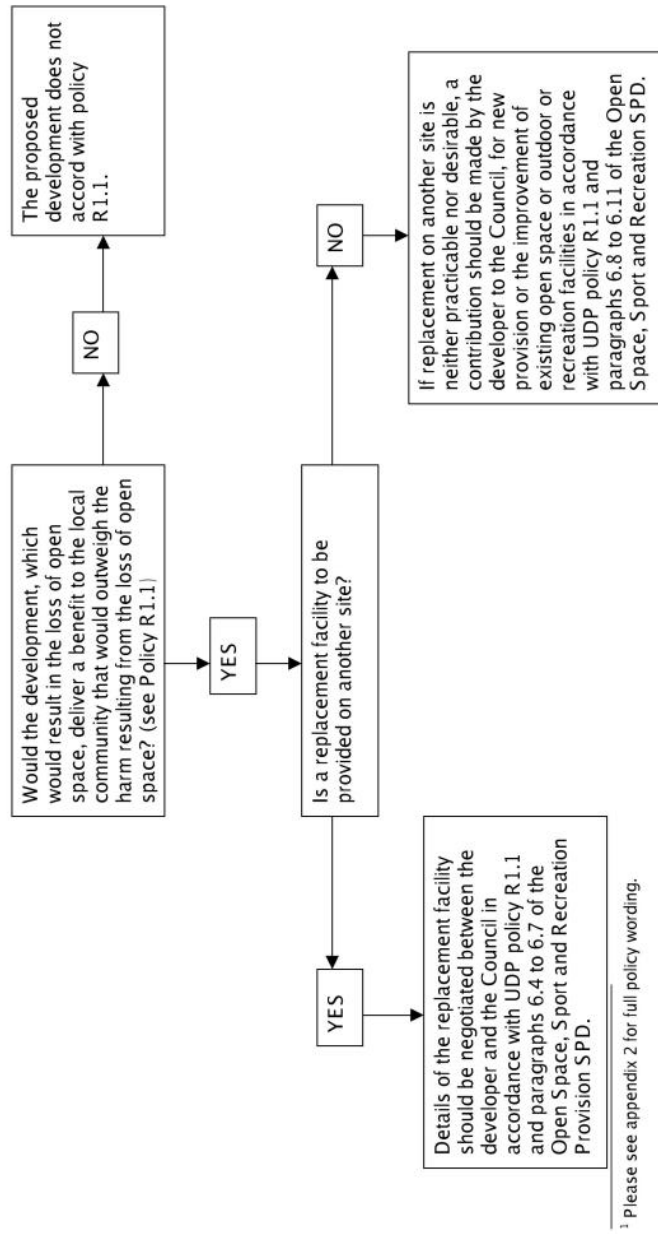 Would the development, which
would result in the loss of open
space, deliver a benefit to the local
community that would outweigh the
harm resulting from the loss of open
space? (see Policy R1.1)
NO
The proposed
development does not
accord with policy
R1.1.
YES
Is a replacement facility to be
provided on another site?
YES
NO
Details of the replacement facility
should be negotiated between the
developer and the Council in
accordance with UDP policy R1.1
and paragraphs 6.4 to 6.7 of the
Open Space, Sport and Recreation
Provision SPD.
If replacement on another site is
neither practicable nor desirable, a
contribution should be made by the
developer to the Council, for new
provision or the improvement of
existing open space or outdoor or
recreation facilities in accordance
with UDP policy R1.1 and
paragraphs 6.8 to 6.11 of the Open
Space, Sport and Recreation SPD.
1 Please see appendix 2 for full policy wording.